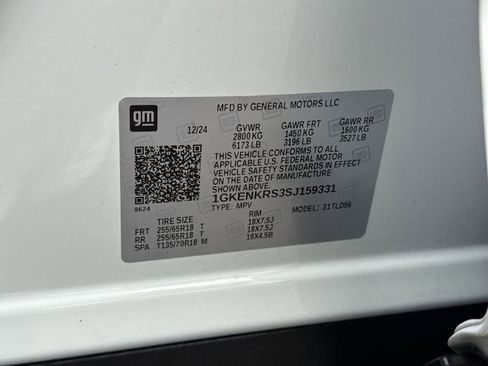 gm
MFD BY GENERAL MOTORS LLC
12/24 GVWR GAWR FRT GAWR RR
2800 KG 1450 KG 1600 KG
6173 LB 3196 LB 3527 LB
THIS VEHICLE CONFORMS TO ALL
APPLICABLE U.S. FEDERAL MOTOR
VEHICLE SAFETY STANDARDS IN EFFECT
ON THE DATE OF MANUFACTURE
SHOWN ABOVE.
1GKENKRS3SJ159331
8624 TYPE: MPV MODEL: 31TLD56
TIRE SIZE RIM
FRT 255/65R18 T 18X7.5J
RR 255/65R18 T 18X7.5J
SPA T135/70R18 M 18X4.5B